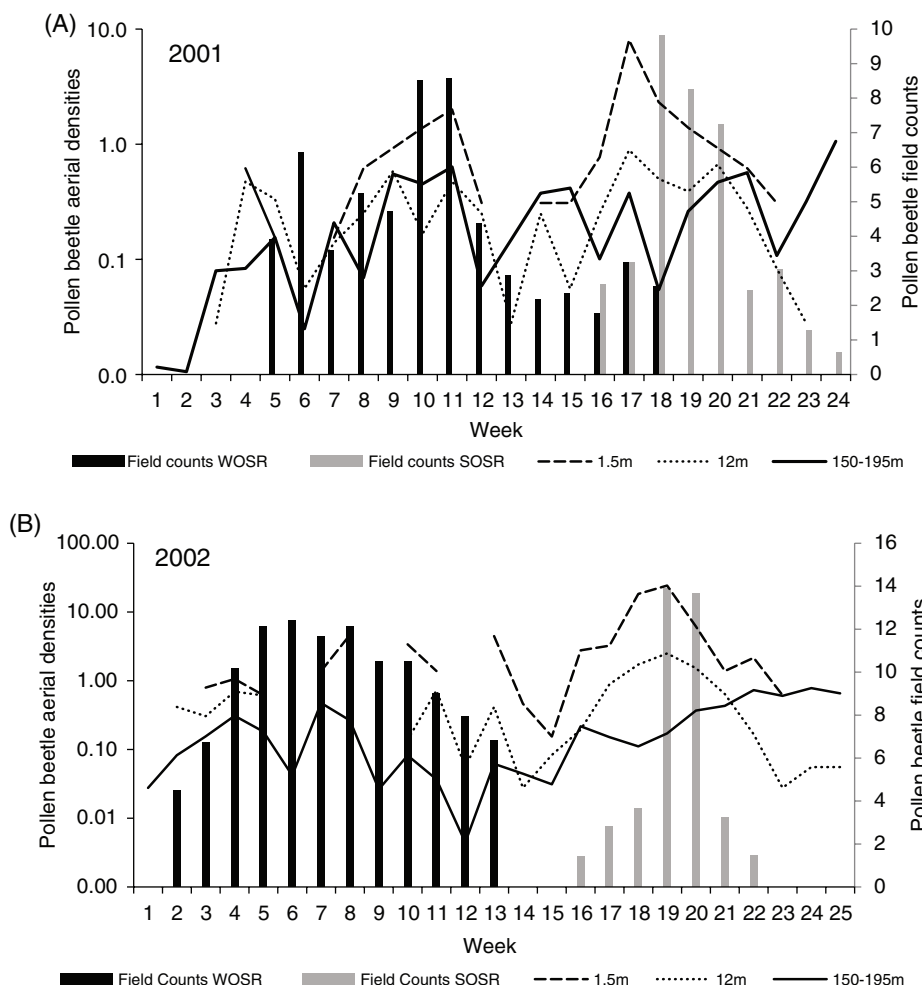 (A)
2001
Pollen beetle aerial densities
10.0
1.0
0.1
0.0
Pollen beetle field counts
10
9
8
7
6
5
4
3
2
1
0
1 2 3 4 5 6 7 8 9 10 11 12 13 14 15 16 17 18 19 20 21 22 23 24
Week
Field counts WOSR Field counts SOSR 1.5m 12m 150-195m
(B)
2002
Pollen beetle aerial densities
100.00
10.00
1.00
0.10
0.01
0.00
Pollen beetle field counts
16
14
12
10
8
6
4
2
0
1 2 3 4 5 6 7 8 9 10 11 12 13 14 15 16 17 18 19 20 21 22 23 24 25
Week
Field Counts WOSR Field Counts SOSR 1.5m 12m 150-195m